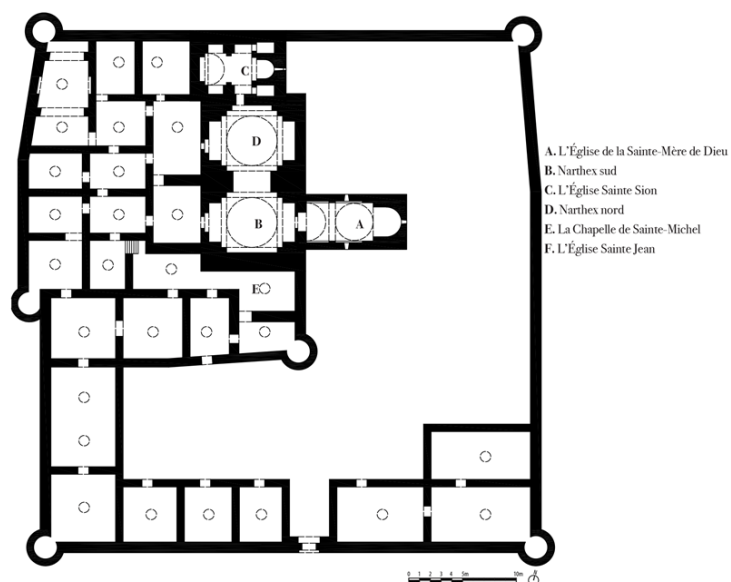 C
D
B
A
E
A. L'Église de la Sainte-Mère de Dieu
B. Narthex sud
C. L'Église Sainte Sion
D. Narthex nord
E. La Chapelle de Sainte-Michel
F. L'Église Sainte Jean
0 1 2 3 4 5m 10m